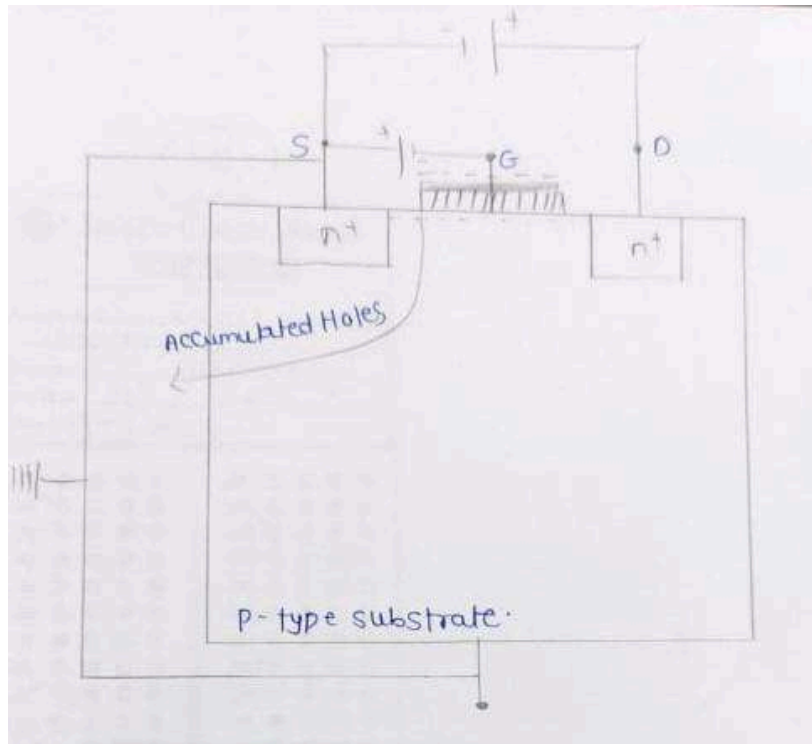 - +
S + - G D
n+ n+
Accumulated Holes
P-type substrate.